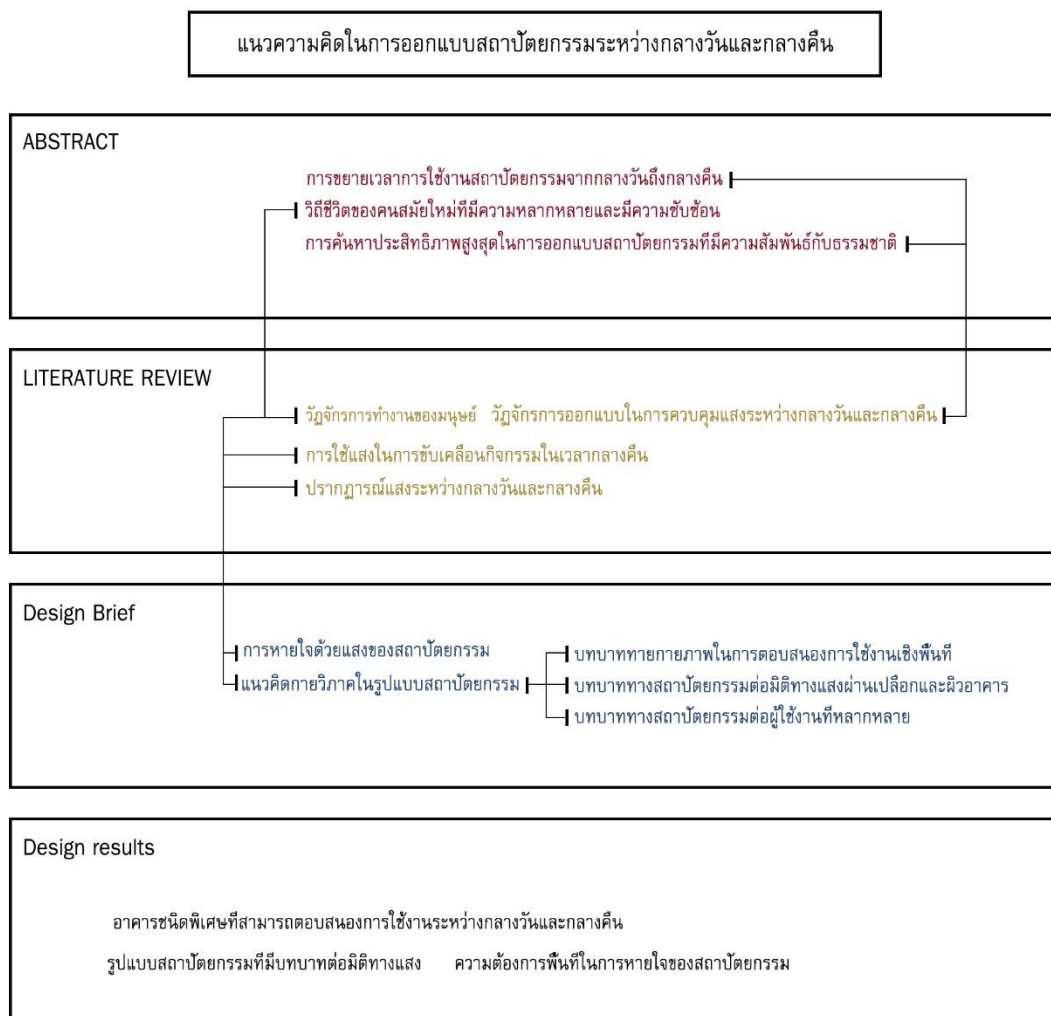 แนวความคิดในการออกแบบสถาปัตยกรรมระหว่างกลางวันและกลางคืน
ABSTRACT
การขยายเวลาการใช้งานสถาปัตยกรรมจากกลางวันถึงกลางคืน
วิถีชีวิตของคนสมัยใหม่ที่มีความหลากหลายและมีความซับซ้อน
การค้นหาประสิทธิภาพสูงสุดในการออกแบบสถาปัตยกรรมที่มีความสัมพันธ์กับธรรมชาติ
LITERATURE REVIEW
วัฏจักรการทำงานของมนุษย์ วัฏจักรการออกแบบในการควบคุมแสงระหว่างกลางวันและกลางคืน
การใช้แสงในการขับเคลื่อนกิจกรรมในเวลากลางคืน
ปรากฏารณ์แสงระหว่างกลางวันและกลางคืน
Design Brief
การหายใจด้วยแสงของสถาปัตยกรรม
แนวคิดกายวิภาคในรูปแบบสถาปัตยกรรม
บทบาททายกายภาพในการตอบสนองการใช้งานเชิงพื้นที่
บทบาททางสถาปัตยกรรมต่อมิติทางแสงผ่านเปลือกและผิวอาคาร
บทบาททางสถาปัตยกรรมต่อผู้ใช้งานที่หลากหลาย
Design results
อาคารชนิดพิเศษที่สามารถตอบสนองการใช้งานระหว่างกลางวันและกลางคืน
รูปแบบสถาปัตยกรรมที่มีบทบาทต่อมิติทางแสง ความต้องการพื้นที่ในการหายใจของสถาปัตยกรรม